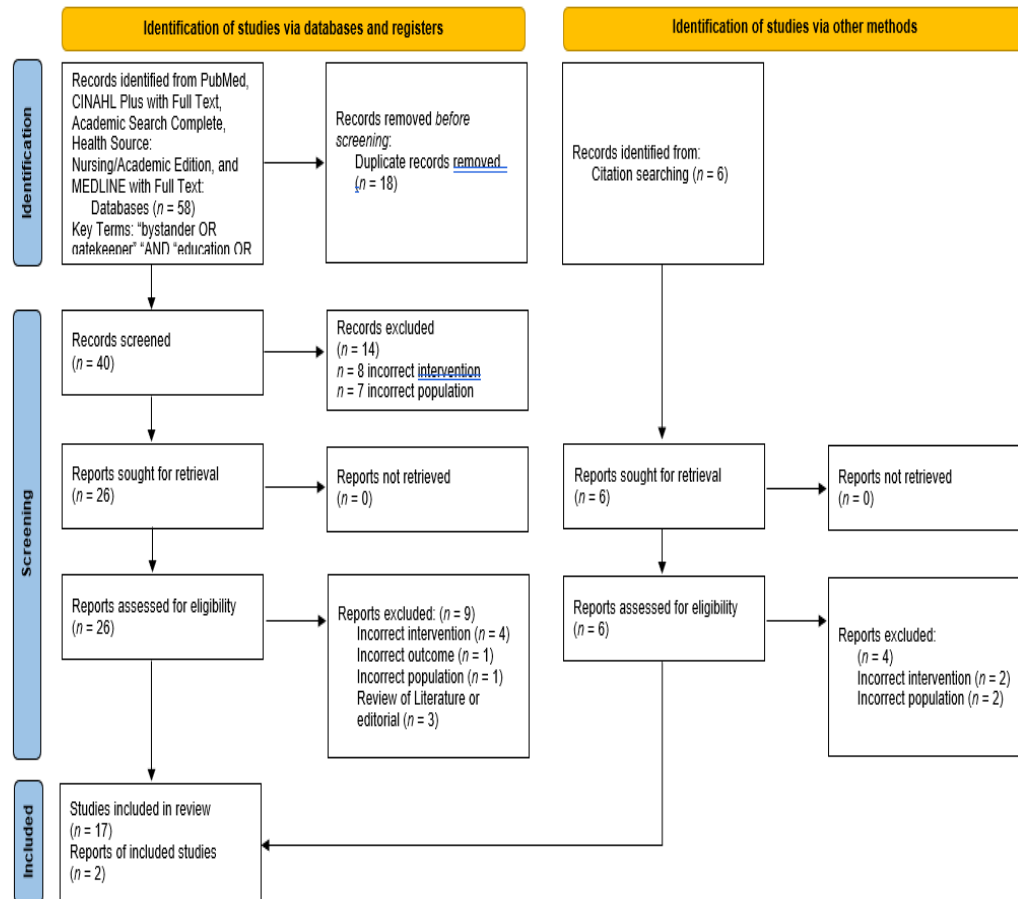 Identification of studies via databases and registers
Identification of studies via other methods
Identification
Records identified from PubMed,
CINAHL Plus with Full Text,
Academic Search Complete,
Health Source:
Nursing/Academic Edition, and
MEDLINE with Full Text:
Databases (n = 58)
Key Terms: “bystander OR
gatekeeper” “AND “education OR
Records removed before
screening:
Duplicate records removed
(n = 18)
Records identified from:
Citation searching (n = 6)
Screening
Records screened
(n = 40)
Records excluded
(n = 14)
n = 8 incorrect intervention
n = 7 incorrect population
Reports sought for retrieval
(n = 26)
Reports not retrieved
(n = 0)
Reports sought for retrieval
(n = 6)
Reports not retrieved
(n = 0)
Reports assessed for eligibility
(n = 26)
Reports excluded: (n = 9)
Incorrect intervention (n = 4)
Incorrect outcome (n = 1)
Incorrect population (n = 1)
Review of Literature or
editorial (n = 3)
Reports assessed for eligibility
(n = 6)
Reports excluded:
(n = 4)
Incorrect intervention (n = 2)
Incorrect population (n = 2)
Included
Studies included in review
(n = 17)
Reports of included studies
(n = 2)